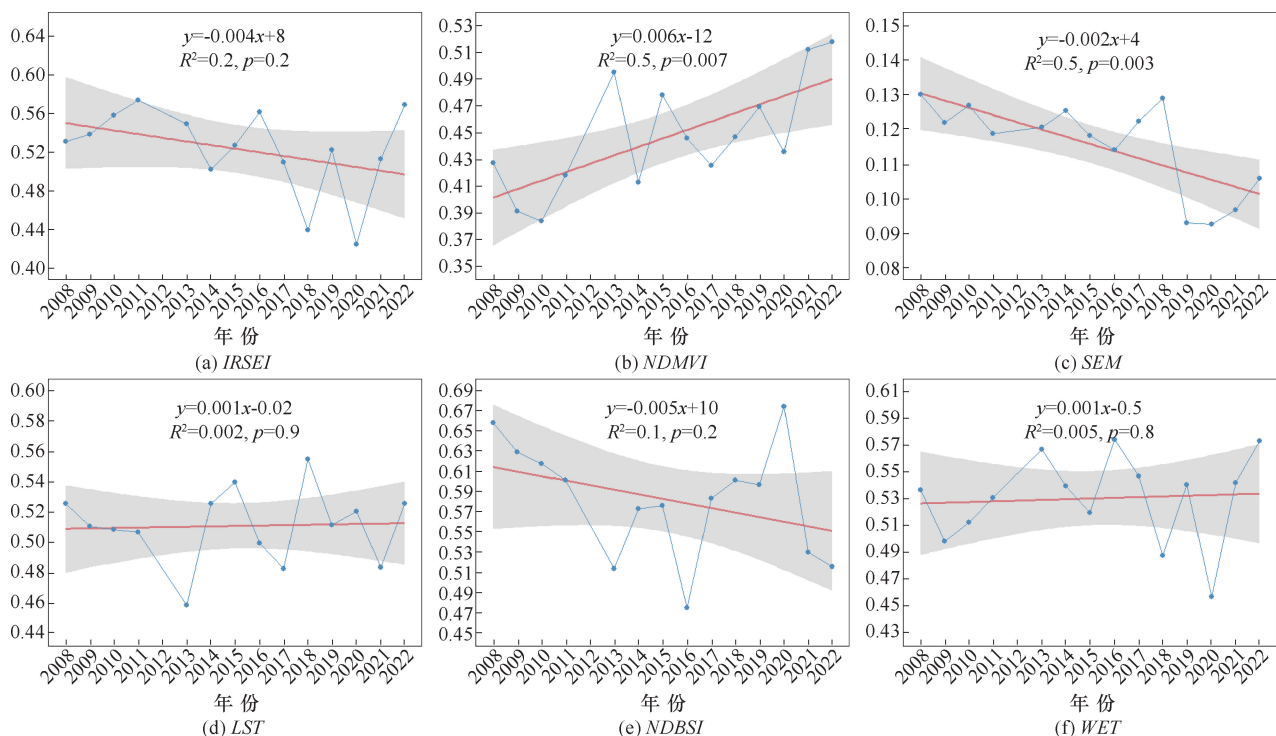 y=-0.004x+8
R²=0.2, p=0.2
0.64
0.60
0.56
0.52
0.48
0.44
0.40
2008 2009 2010 2011 2012 2013 2014 2015 2016 2017 2018 2019 2020 2021 2022
年 份
(a) IRSEI
y=0.006x-12
R²=0.5, p=0.007
0.53
0.51
0.49
0.47
0.45
0.43
0.41
0.39
0.37
0.35
2008 2009 2010 2011 2012 2013 2014 2015 2016 2017 2018 2019 2020 2021 2022
年 份
(b) NDMVI
y=-0.002x+4
R²=0.5, p=0.003
0.15
0.14
0.13
0.12
0.11
0.10
0.09
0.08
2008 2009 2010 2011 2012 2013 2014 2015 2016 2017 2018 2019 2020 2021 2022
年 份
(c) SEM
y=0.001x-0.02
R²=0.002, p=0.9
0.60
0.58
0.56
0.54
0.52
0.50
0.48
0.46
0.44
2008 2009 2010 2011 2012 2013 2014 2015 2016 2017 2018 2019 2020 2021 2022
年 份
(d) LST
y=-0.005x+10
R²=0.1, p=0.2
0.69
0.67
0.65
0.63
0.61
0.59
0.57
0.55
0.53
0.51
0.49
0.47
0.45
2008 2009 2010 2011 2012 2013 2014 2015 2016 2017 2018 2019 2020 2021 2022
年 份
(e) NDBSI
y=0.001x-0.5
R²=0.005, p=0.8
0.61
0.59
0.57
0.55
0.53
0.51
0.49
0.47
0.45
0.43
2008 2009 2010 2011 2012 2013 2014 2015 2016 2017 2018 2019 2020 2021 2022
年 份
(f) WET